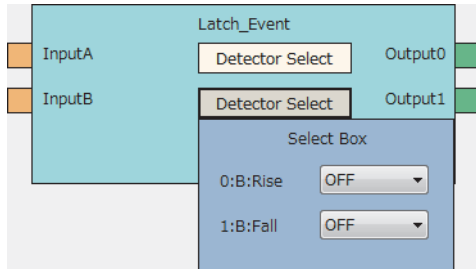 Latch_Event
InputA Detector Select Output0
InputB Detector Select Output1
Select Box
0:B:Rise OFF
1:B:Fall OFF